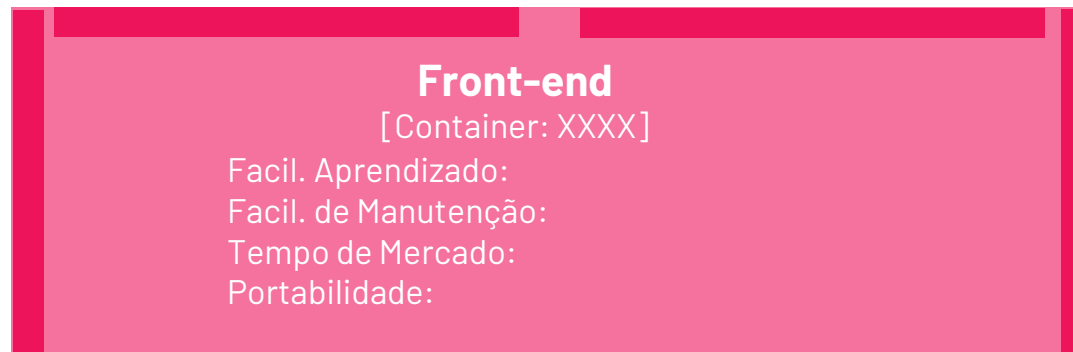 Front-end
[Container: XXXX]
Facil. Aprendizado:
Facil. de Manutenção:
Tempo de Mercado:
Portabilidade: